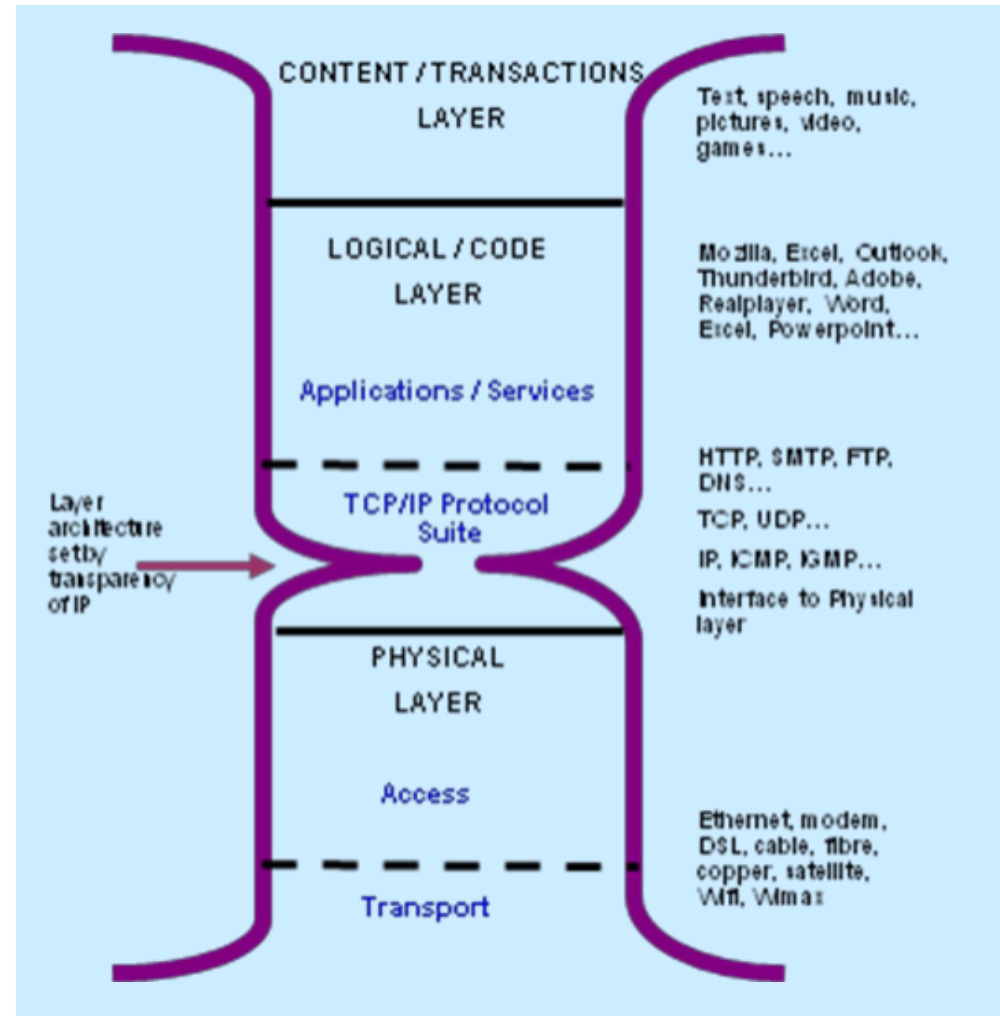 CONTENT / TRANSACTIONS
LAYER
Text, speech, music,
pictures, video,
games...
LOGICAL / CODE
LAYER
Mozilla, Excel, Outlook,
Thunderbird, Adobe,
Realplayer, Word,
Excel, Powerpoint...
Applications / Services
HTTP, SMTP, FTP,
DNS...
TCP/IP Protocol
Suite
TCP, UDP...
Layer
architecture
set by
transparency
of IP
IP, ICMP, IGMP...
Interface to Physical
layer
PHYSICAL
LAYER
Access
Ethernet, modem,
DSL, cable, fibre,
copper, satellite,
Wifi, Wimax
Transport